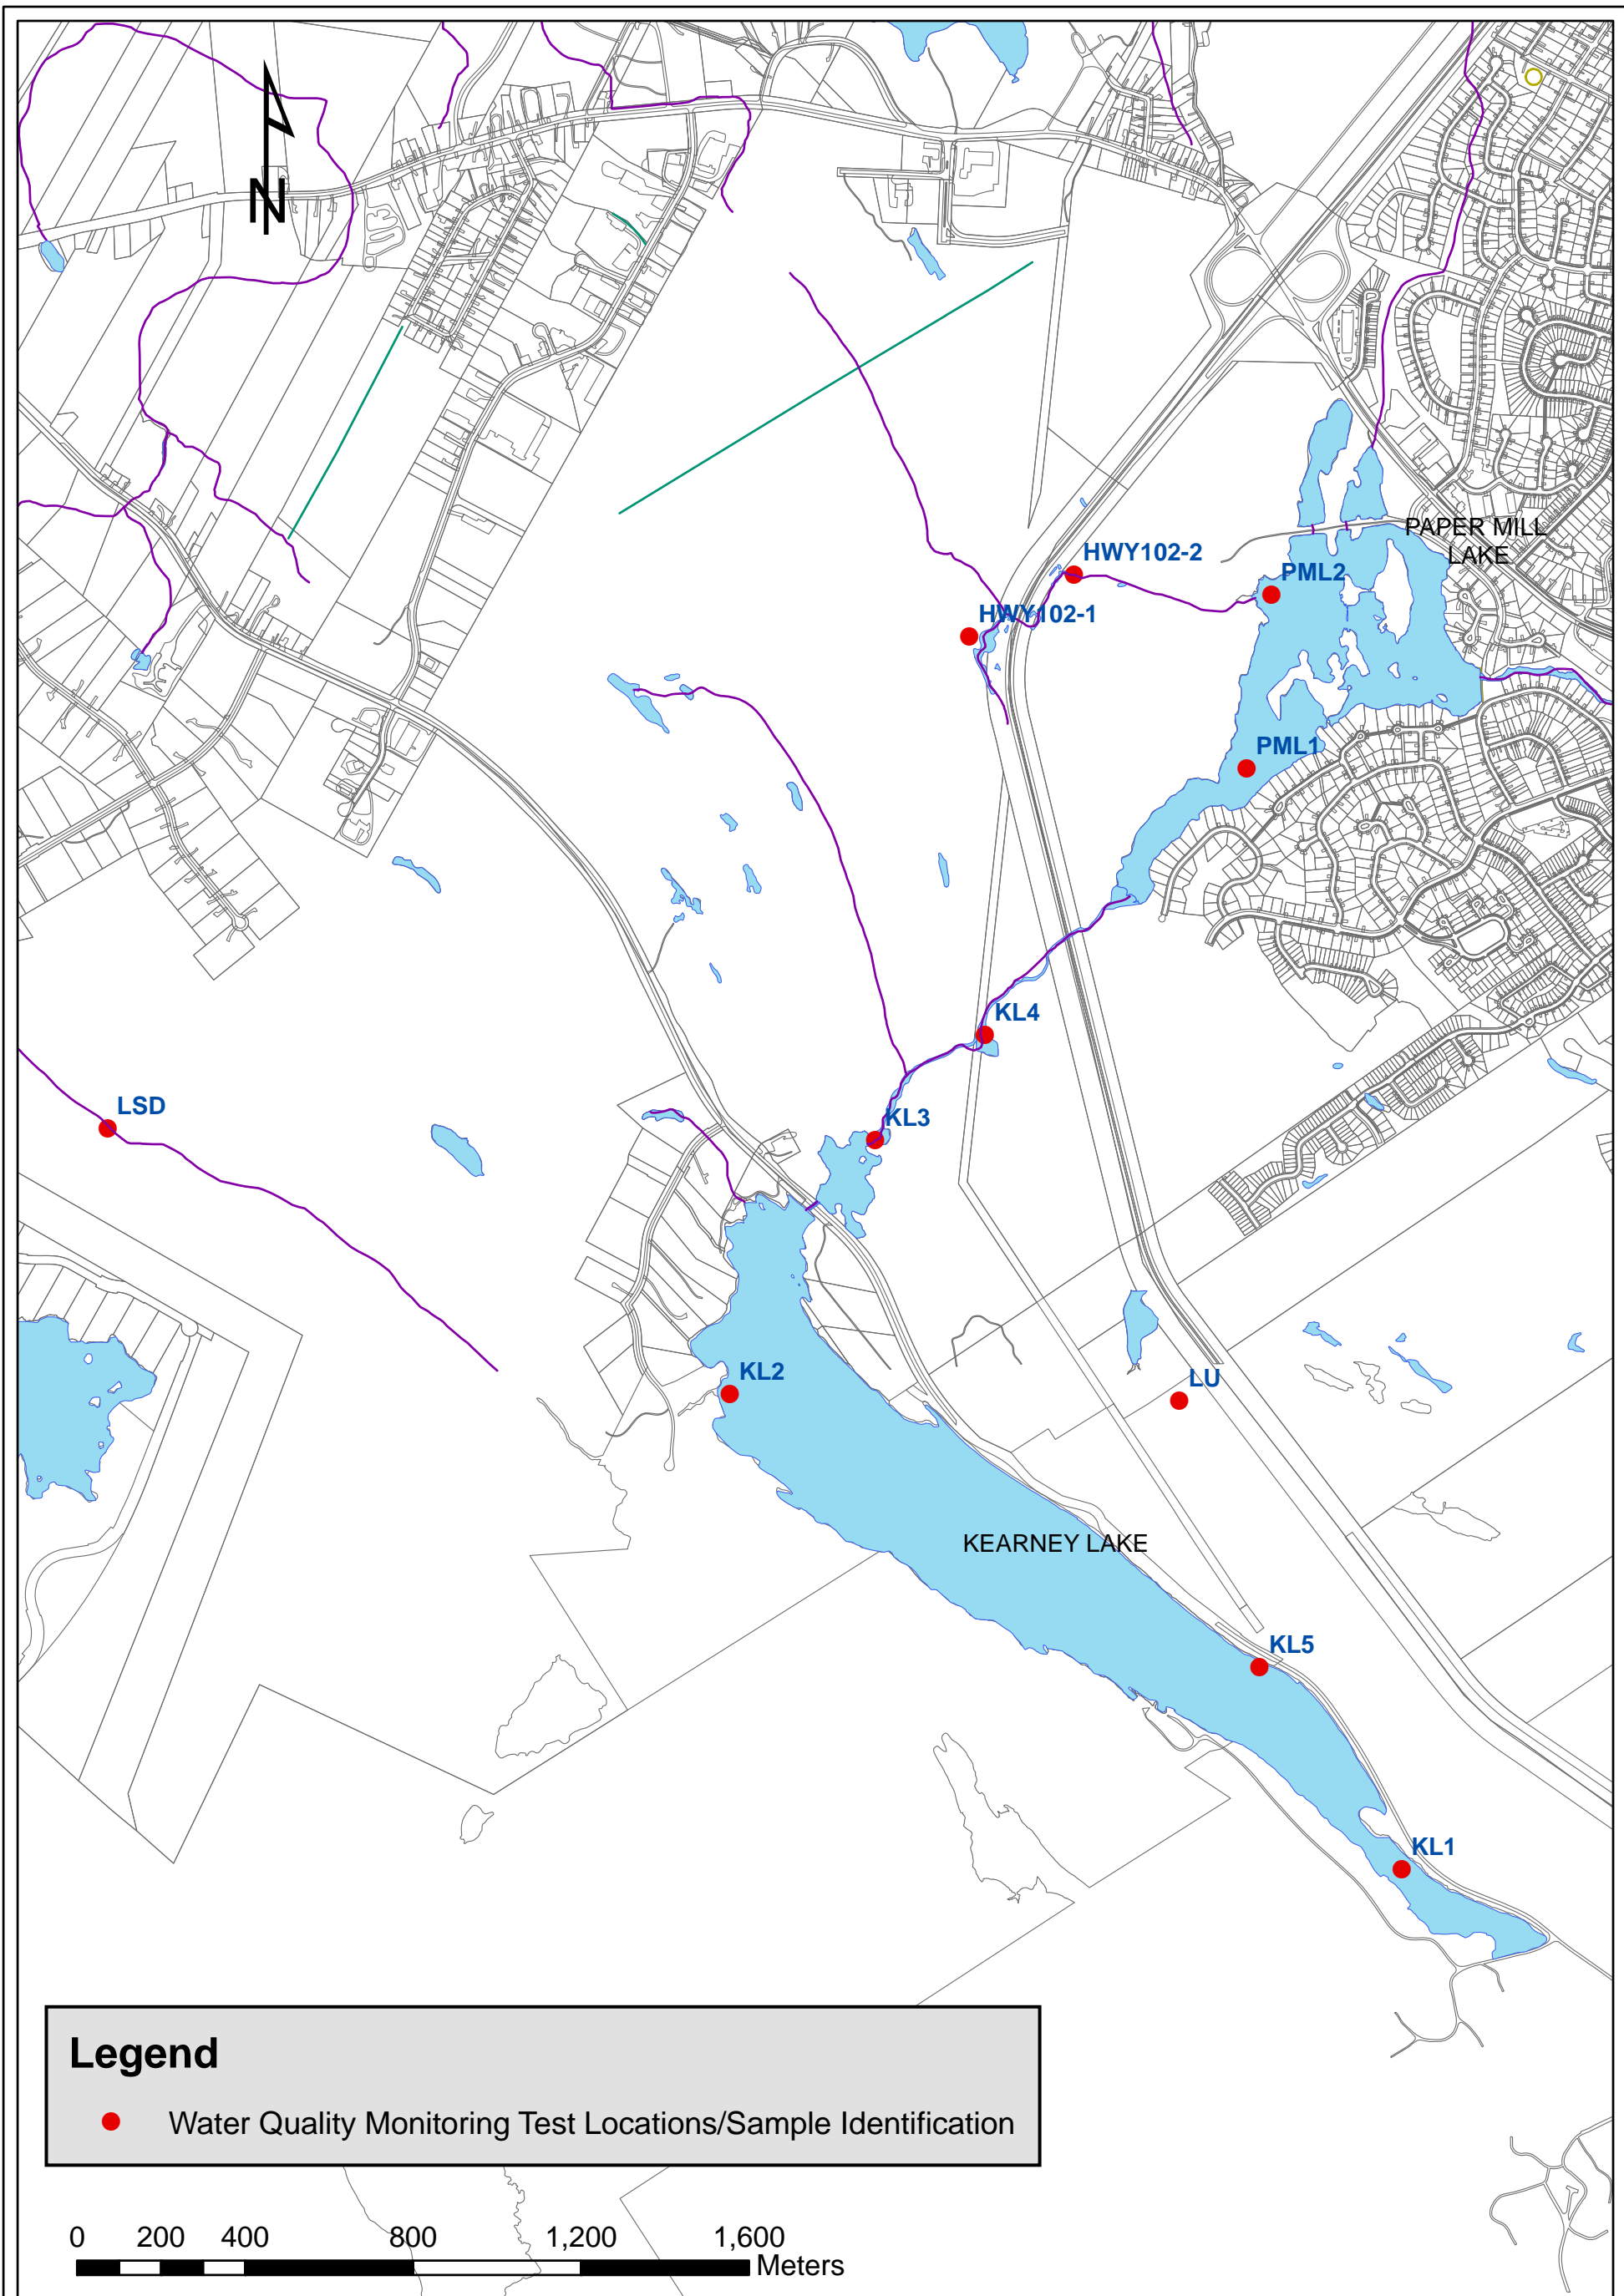 N
PAPER MILL
LAKE
HWY102-2
PML2
HWY102-1
PML1
KL4
LSD
KL3
KL2
LU
KEARNEY LAKE
KL5
KL1
Legend
Water Quality Monitoring Test Locations/Sample Identification
0 200 400 800 1,200 1,600
Meters